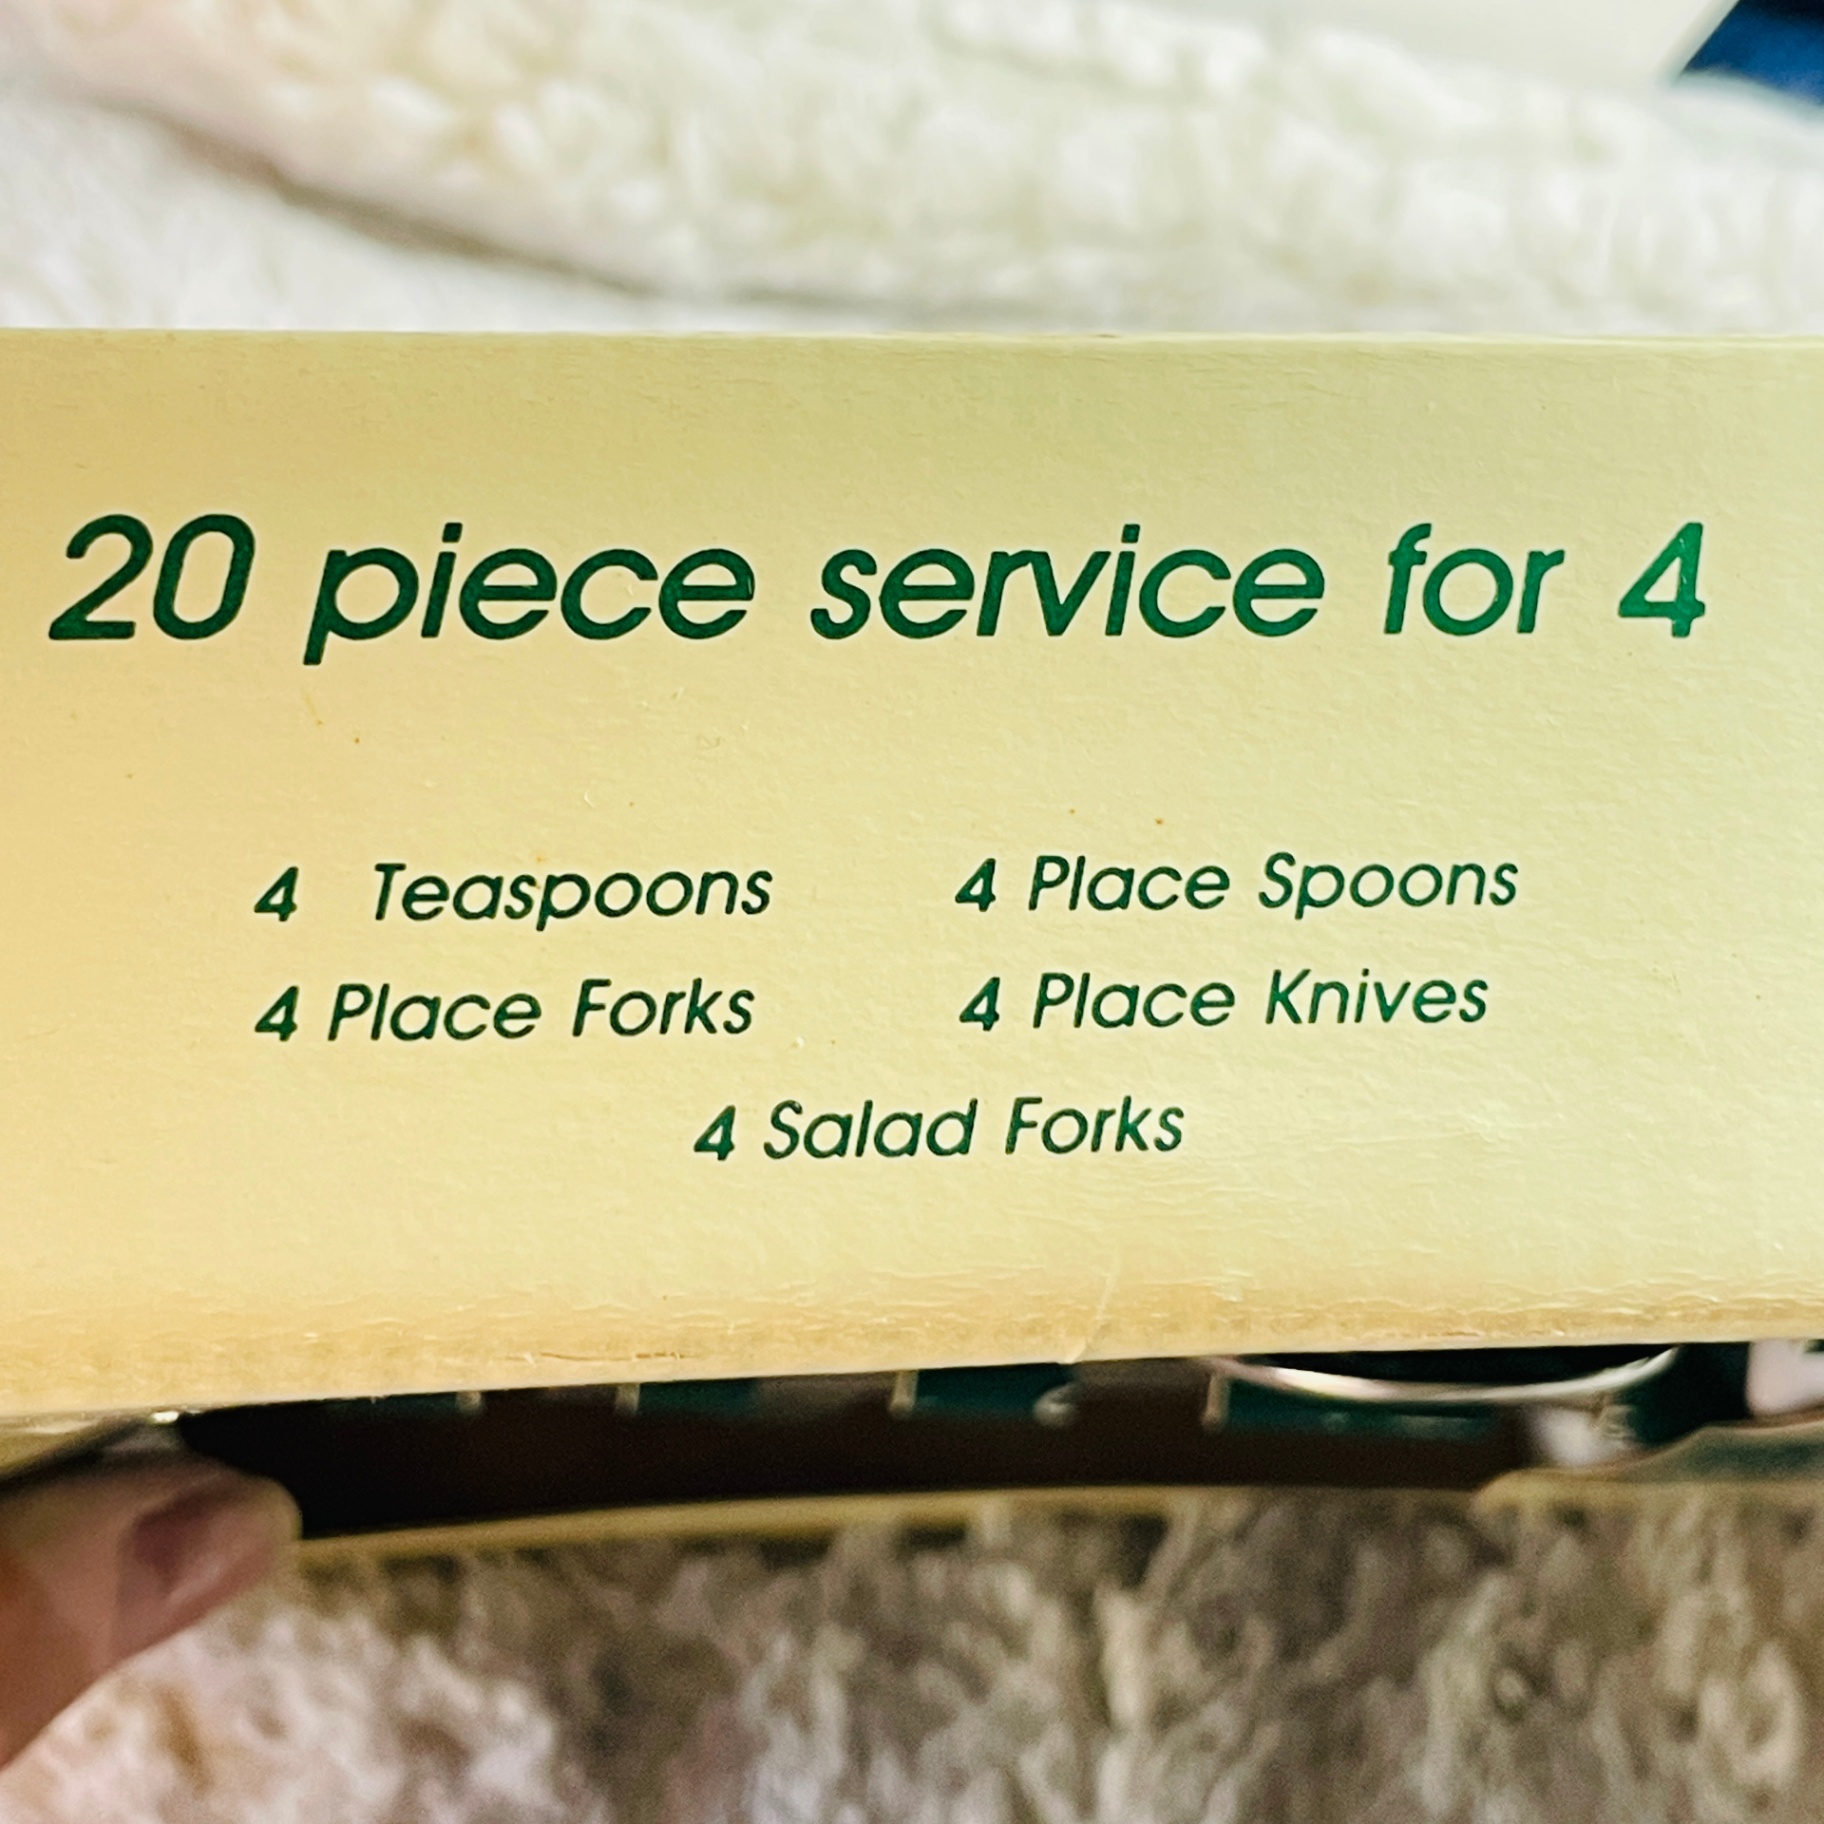 20 piece service for 4
4 Teaspoons 4 Place Spoons
4 Place Forks 4 Place Knives
4 Salad Forks